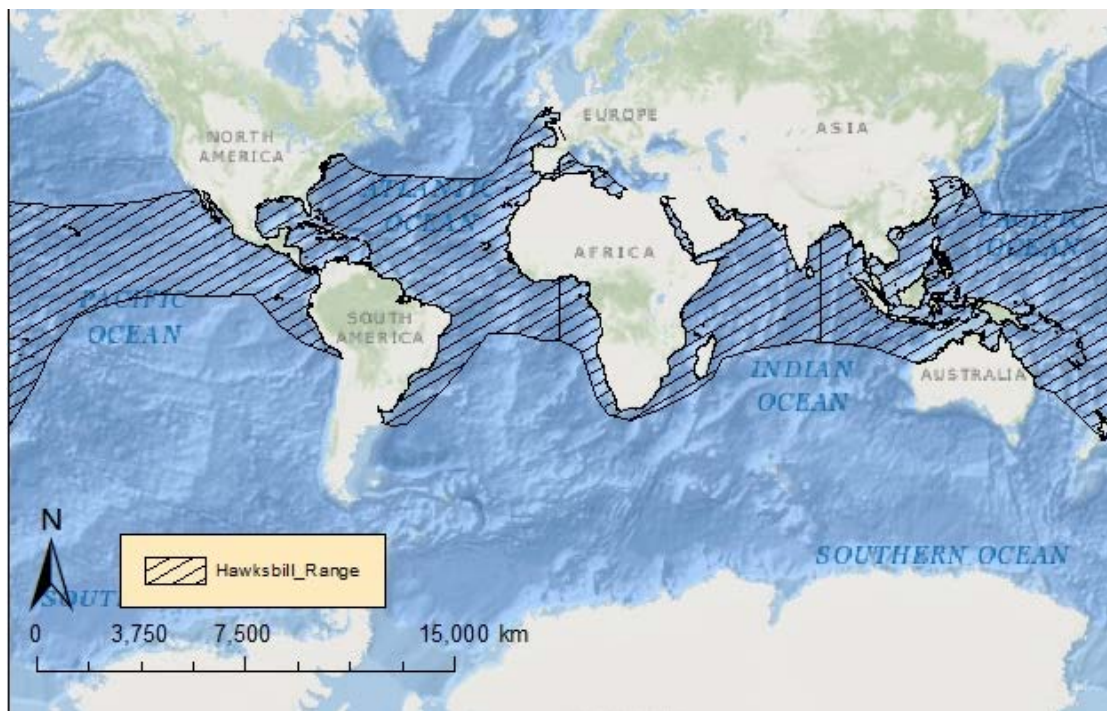 NORTH
AMERICA
EUROPE
ASIA
ATLANTIC
OCEAN
PACIFIC
OCEAN
AFRICA
PACIFIC
OCEAN
SOUTH
AMERICA
INDIAN
OCEAN
AUSTRALIA
N
Hawksbill_Range
SOUTHERN OCEAN
SOUT
0 3,750 7,500 15,000 km